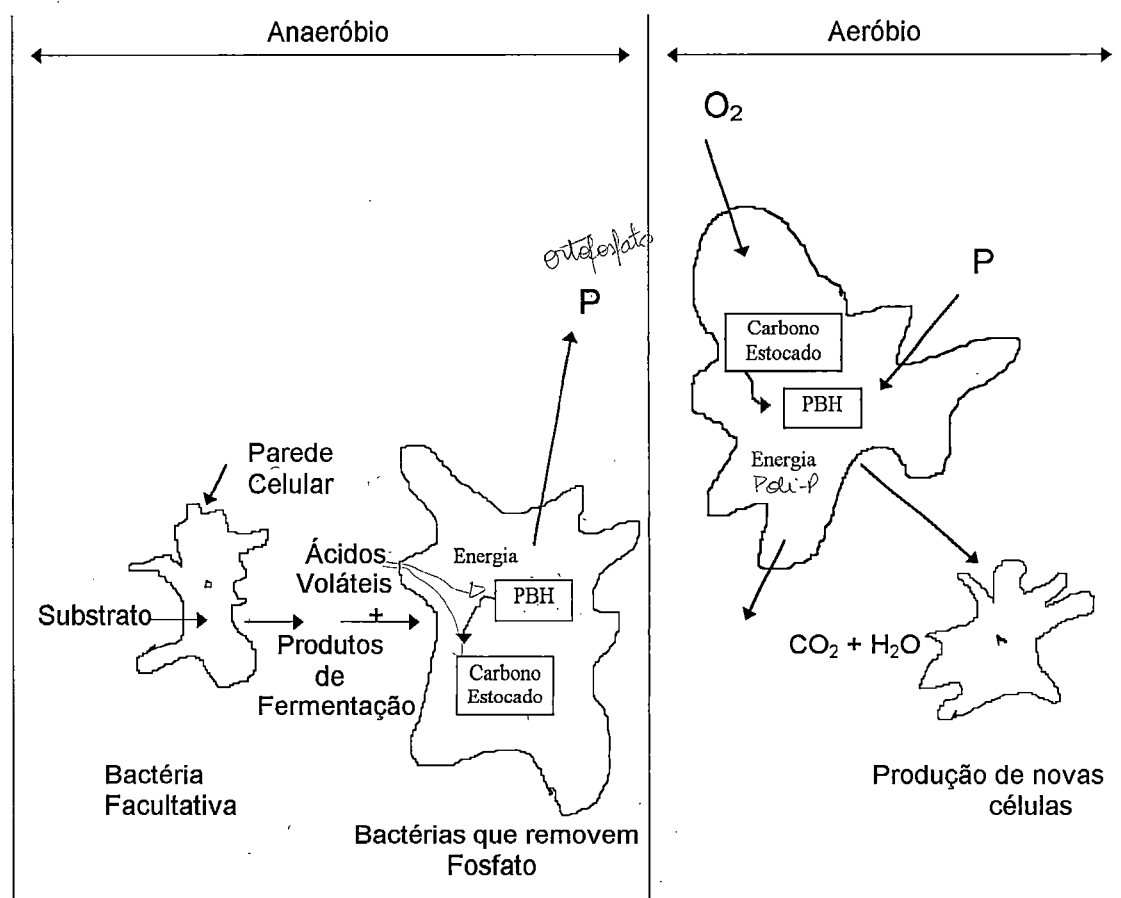 Anaeróbio
Aeróbio
O₂
ortofosfato
P
P
Carbono
Estocado
PBH
Energia
Poli-P
Parede
Celular
Ácidos
Voláteis
+
Produtos
de
Fermentação
Substrato
Energia
PBH
Carbono
Estocado
CO₂ + H₂O
Bactéria
Facultativa
Bactérias que removem
Fosfato
Produção de novas
células